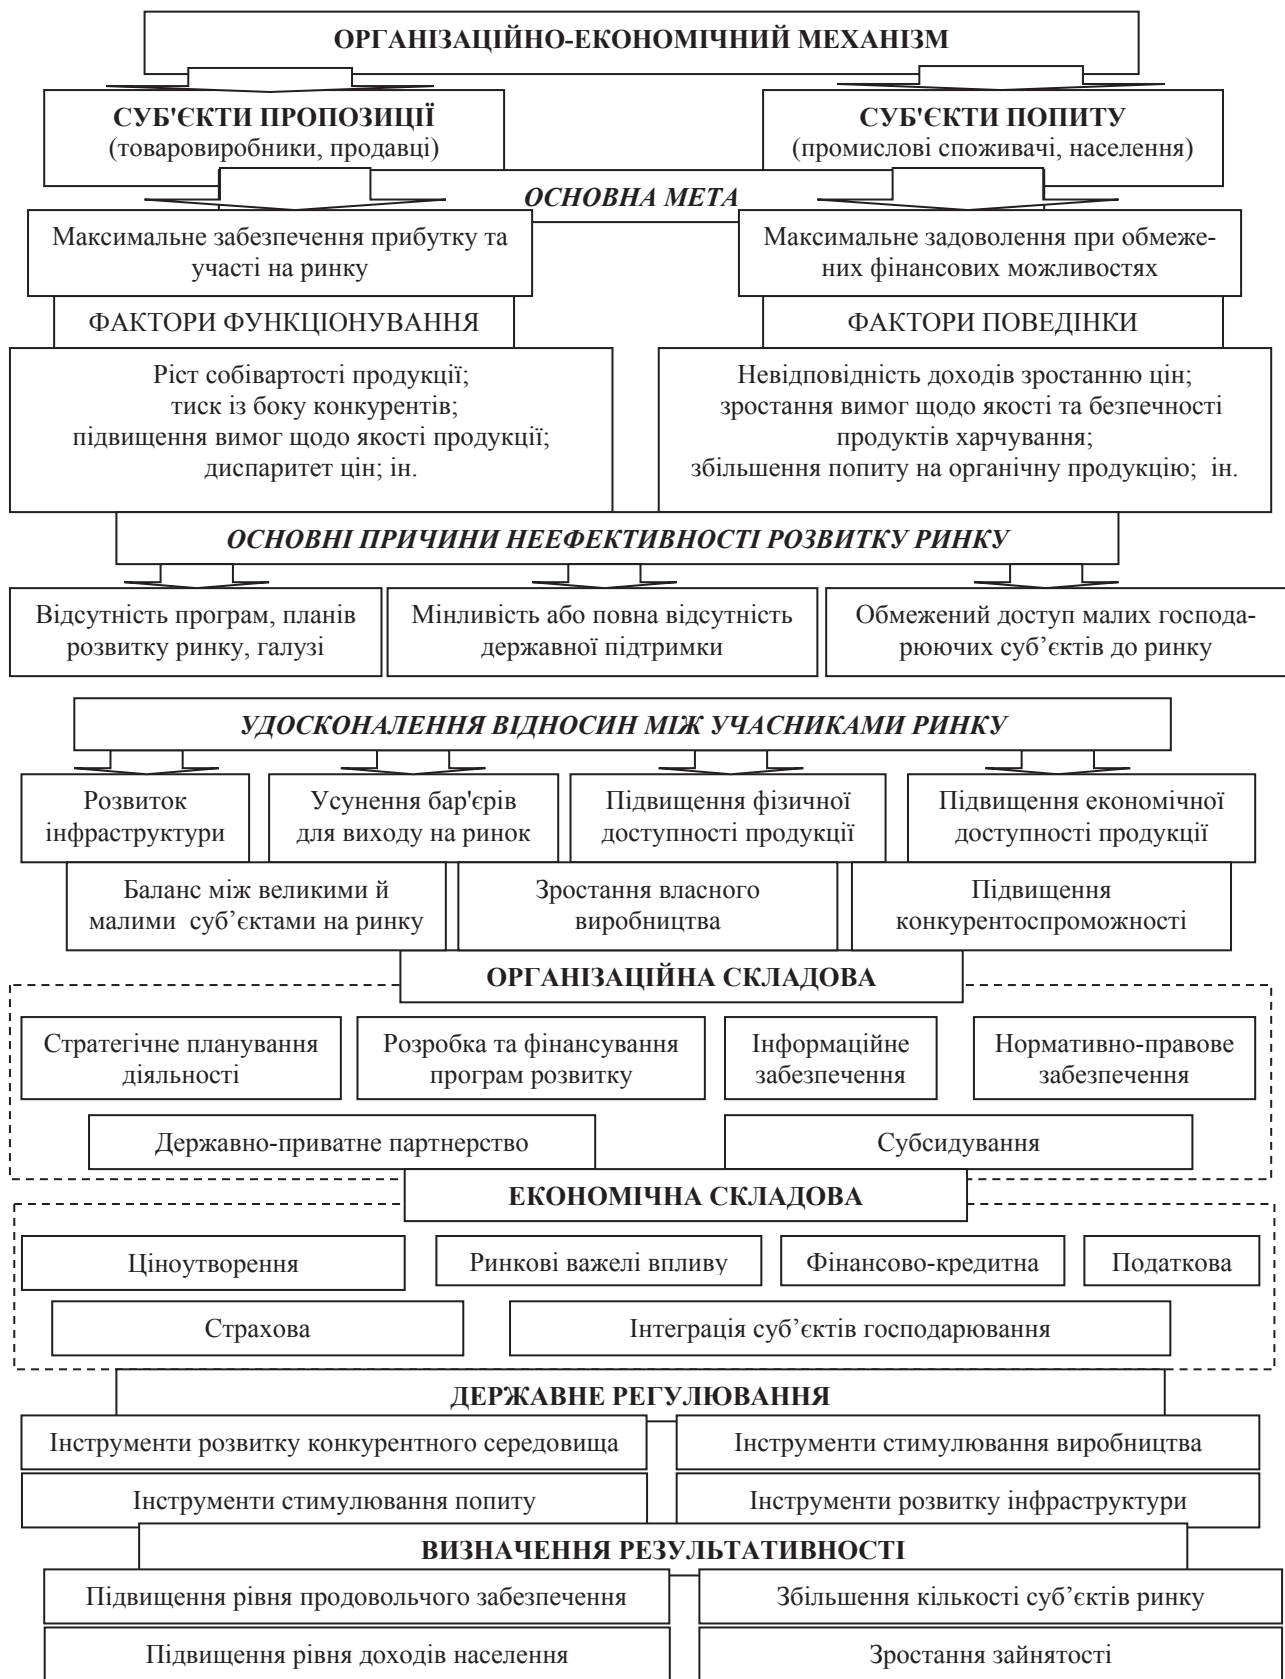 ОРГАНІЗАЦІЙНО-ЕКОНОМІЧНИЙ МЕХАНІЗМ
СУБ'ЄКТИ ПРОПОЗИЦІЇ
(товаровиробники, продавці)
СУБ'ЄКТИ ПОПИТУ
(промислові споживачі, населення)
ОСНОВНА МЕТА
Максимальне забезпечення прибутку та
участі на ринку
Максимальне задоволення при обмеже-
них фінансових можливостях
ФАКТОРИ ФУНКЦІОНУВАННЯ
ФАКТОРИ ПОВЕДІНКИ
Ріст собівартості продукції;
тиск із боку конкурентів;
підвищення вимог щодо якості продукції;
диспаритет цін; ін.
Невідповідність доходів зростанню цін;
зростання вимог щодо якості та безпечності
продуктів харчування;
збільшення попиту на органічну продукцію; ін.
ОСНОВНІ ПРИЧИНИ НЕЕФЕКТИВНОСТІ РОЗВИТКУ РИНКУ
Відсутність програм, планів
розвитку ринку, галузі
Мінливість або повна відсутність
державної підтримки
Обмежений доступ малих господа-
рюючих суб’єктів до ринку
УДОСКОНАЛЕННЯ ВІДНОСИН МІЖ УЧАСНИКАМИ РИНКУ
Розвиток
інфраструктури
Усунення бар'єрів
для виходу на ринок
Підвищення фізичної
доступності продукції
Підвищення економічної
доступності продукції
Баланс між великими й
малими суб’єктами на ринку
Зростання власного
виробництва
Підвищення
конкурентоспроможності
ОРГАНІЗАЦІЙНА СКЛАДОВА
Стратегічне планування
діяльності
Розробка та фінансування
програм розвитку
Інформаційне
забезпечення
Нормативно-правове
забезпечення
Державно-приватне партнерство
Субсидування
ЕКОНОМІЧНА СКЛАДОВА
Ціноутворення
Ринкові важелі впливу
Фінансово-кредитна
Податкова
Страхова
Інтеграція суб’єктів господарювання
ДЕРЖАВНЕ РЕГУЛЮВАННЯ
Інструменти розвитку конкурентного середовища
Інструменти стимулювання виробництва
Інструменти стимулювання попиту
Інструменти розвитку інфраструктури
ВИЗНАЧЕННЯ РЕЗУЛЬТАТИВНОСТІ
Підвищення рівня продовольчого забезпечення
Збільшення кількості суб’єктів ринку
Підвищення рівня доходів населення
Зростання зайнятості